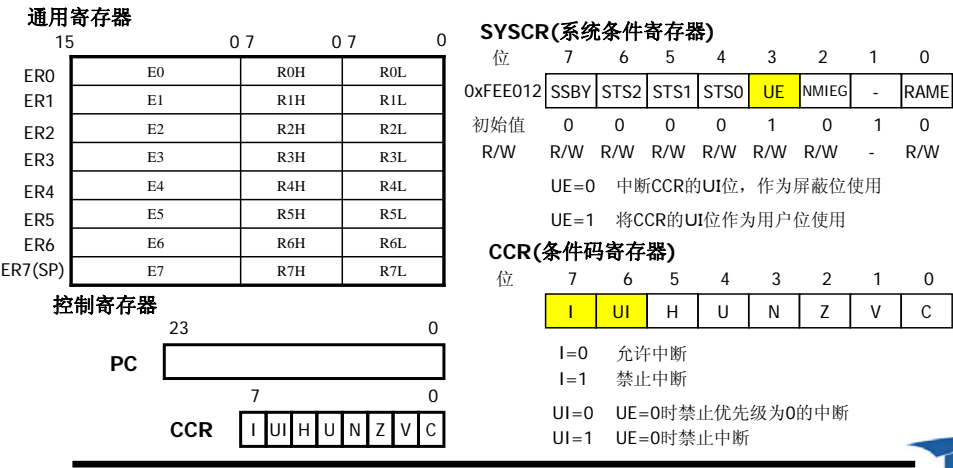 通用寄存器
15 0 7 0 7 0
ER0 E0 R0H R0L
ER1 E1 R1H R1L
ER2 E2 R2H R2L
ER3 E3 R3H R3L
ER4 E4 R4H R4L
ER5 E5 R5H R5L
ER6 E6 R6H R6L
ER7(SP) E7 R7H R7L
控制寄存器
23 0
PC
7 0
CCR I UI H U N Z V C
SYSCR(系统条件寄存器)
位 7 6 5 4 3 2 1 0
0xFEE012 SSBY STS2 STS1 STS0 UE NMIEG - RAME
初始值 0 0 0 0 1 0 1 0
R/W R/W R/W R/W R/W R/W R/W - R/W
UE=0 中断CCR的UI位，作为屏蔽位使用
UE=1 将CCR的UI位作为用户位使用
CCR(条件码寄存器)
位 7 6 5 4 3 2 1 0
I UI H U N Z V C
I=0 允许中断
I=1 禁止中断
UI=0 UE=0时禁止优先级为0的中断
UI=1 UE=0时禁止中断